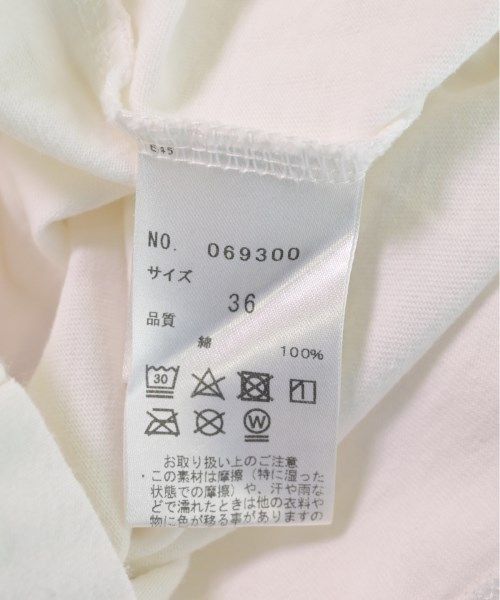 NO. 069300
サイズ
36
品質
綿 100%
30
W
お取り扱い上のご注意
・この素材は摩擦(特に湿った
状態での摩擦)や、汗や雨な
どで濡れたときは他の衣料や
物に色が移る事がありますの